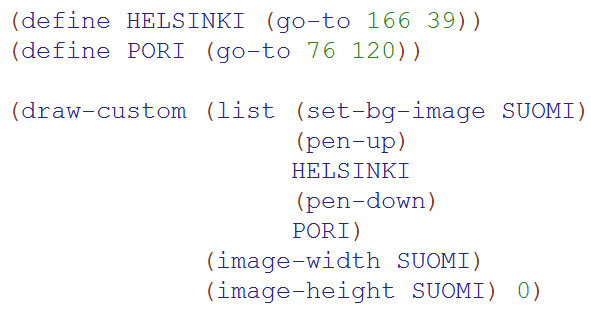 (define HELSINKI (go-to 166 39))
(define PORI (go-to 76 120))
(draw-custom (list (set-bg-image SUOMI)
(pen-up)
HELSINKI
(pen-down)
PORI)
(image-width SUOMI)
(image-height SUOMI) 0)